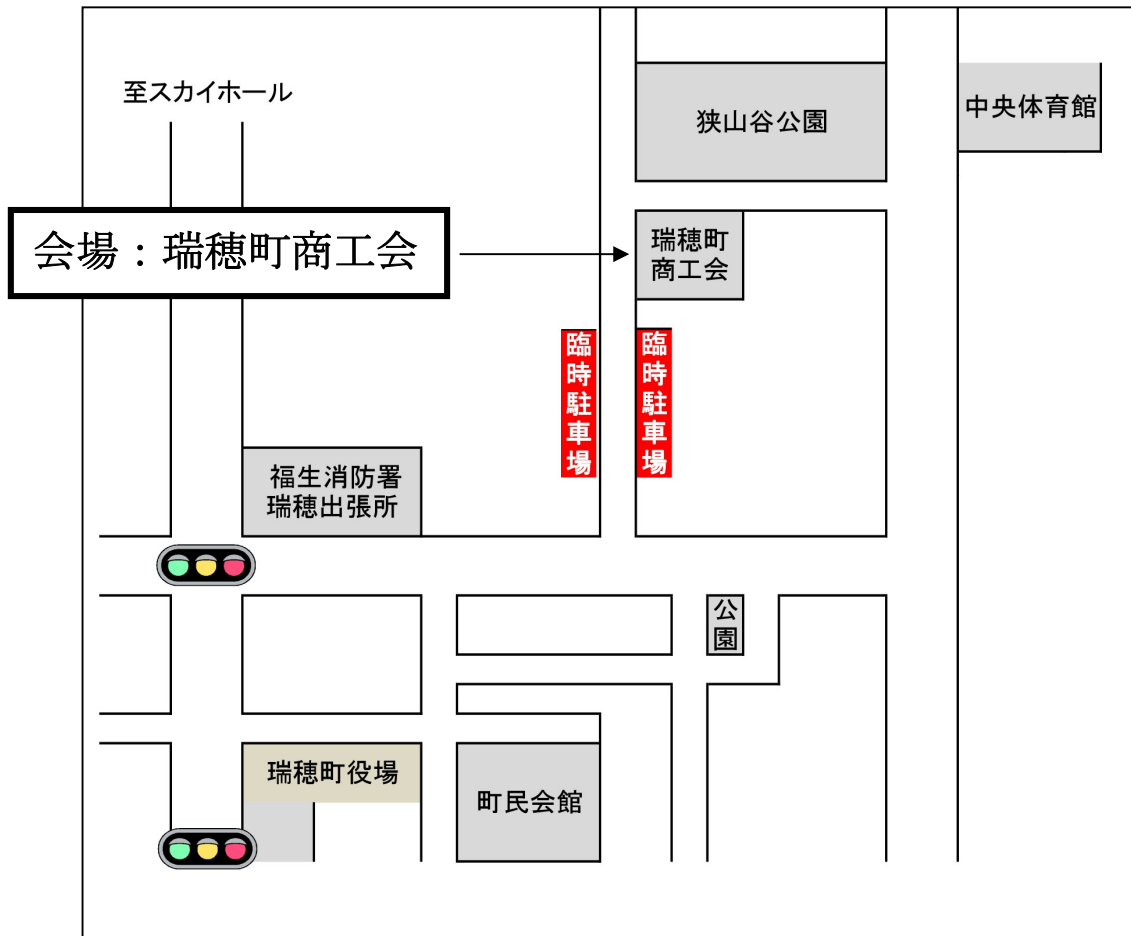 至スカイホール
狭山谷公園
中央体育館
会場：瑞穂町商工会
瑞穂町
商工会
臨時駐車場
臨時駐車場
福生消防署
瑞穂出張所
公
園
瑞穂町役場
町民会館